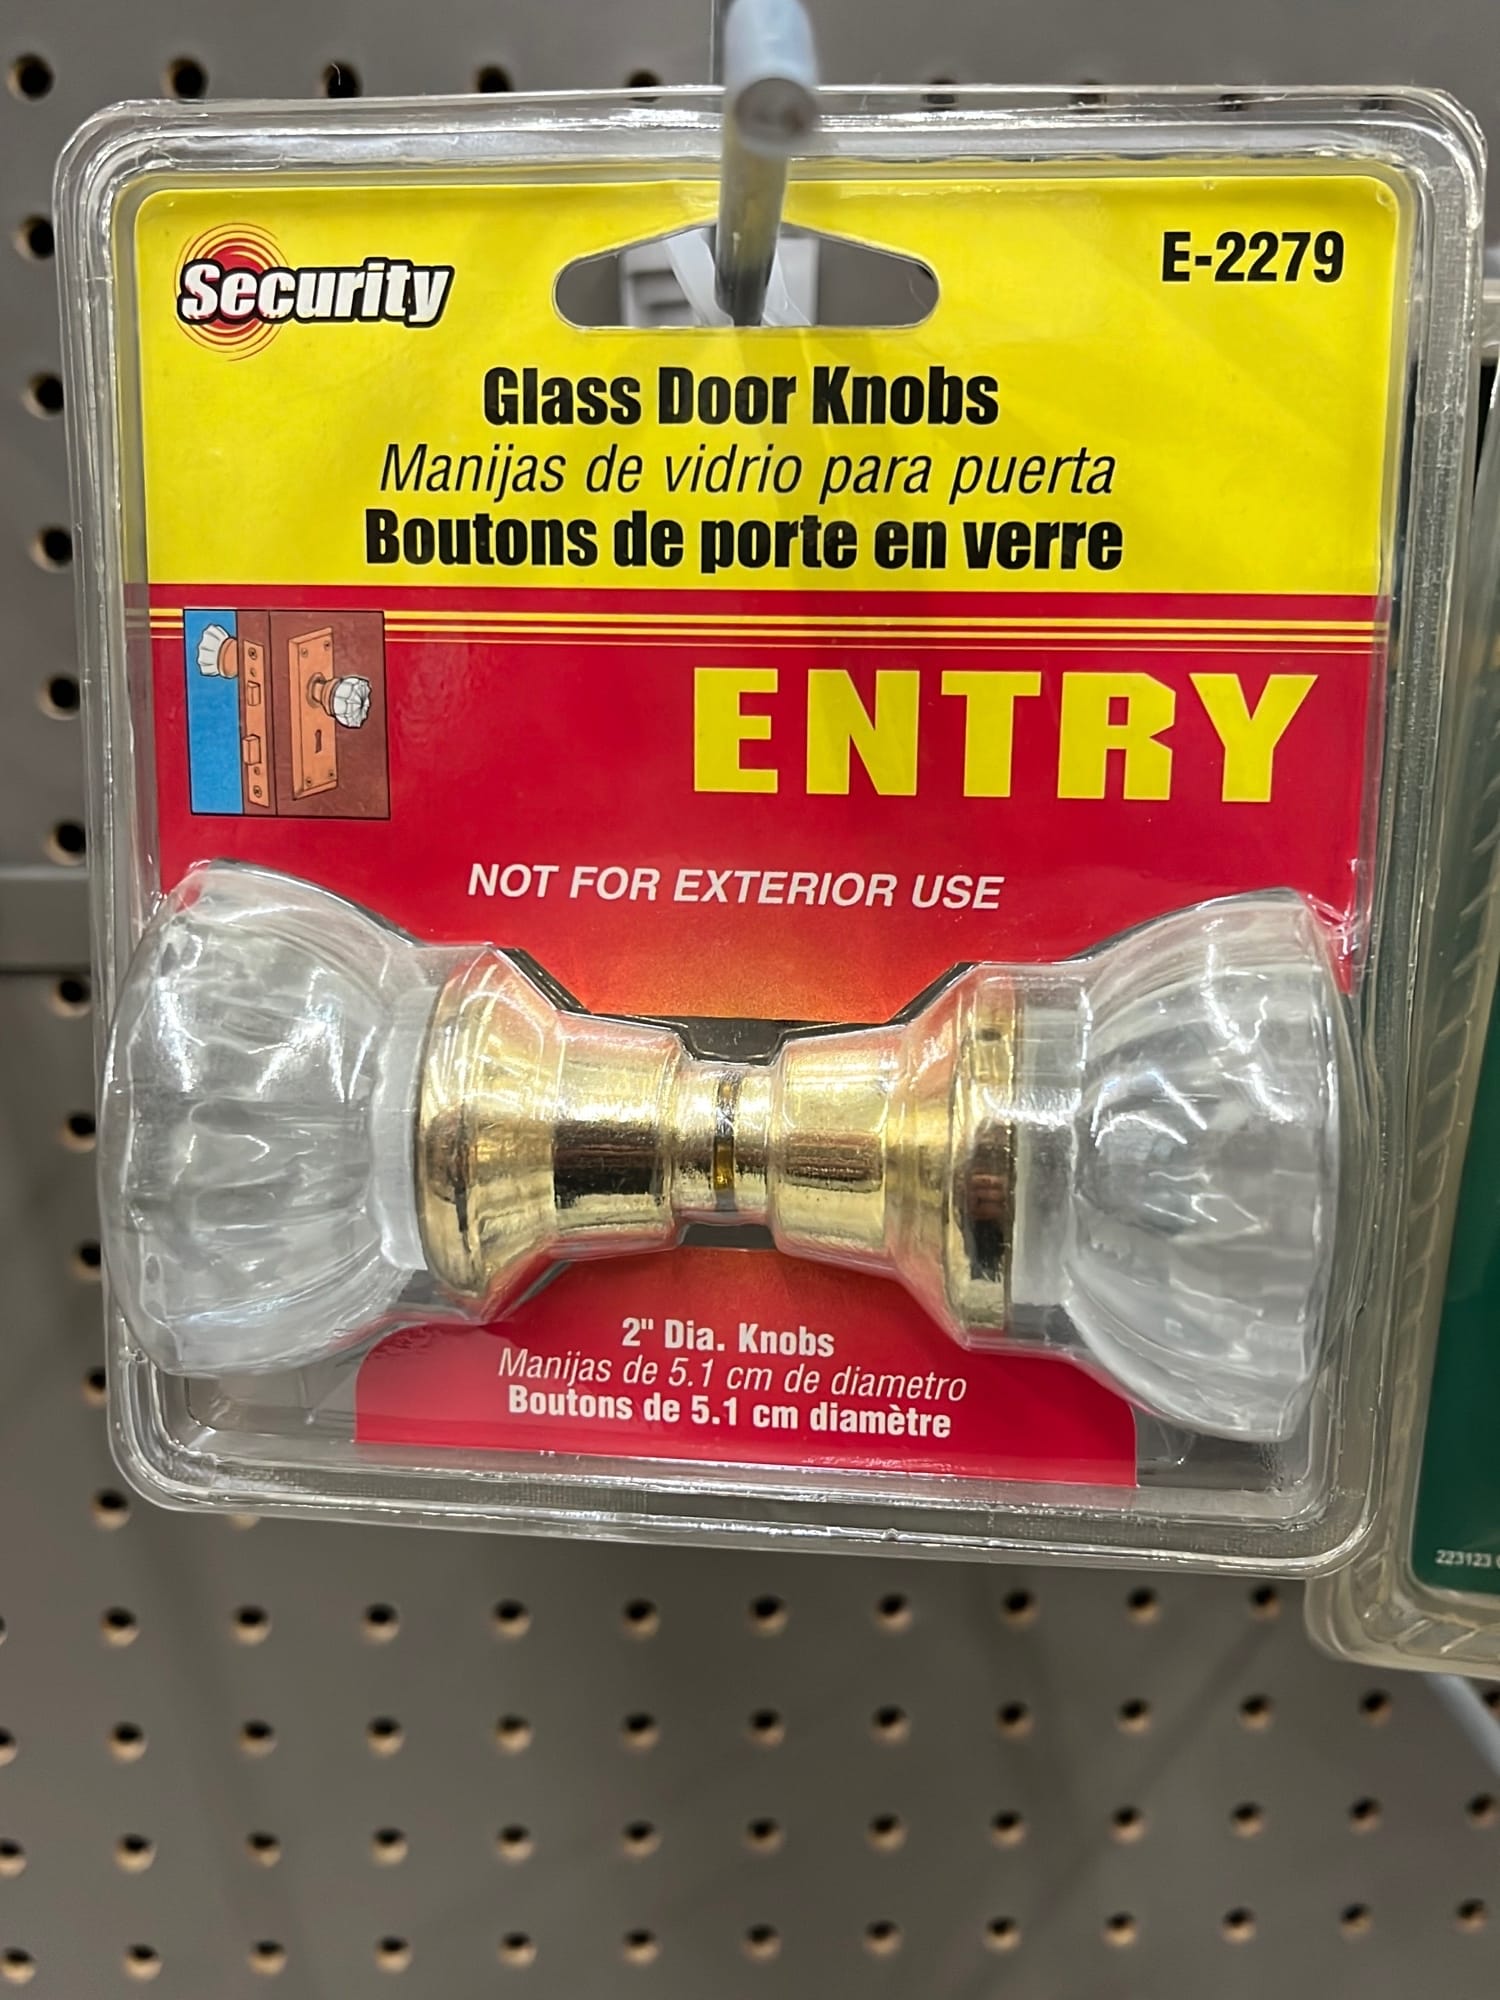 Security
E-2279
Glass Door Knobs
Manijas de vidrio para puerta
Boutons de porte en verre
ENTRY
NOT FOR EXTERIOR USE
2" Dia. Knobs
Manijas de 5.1 cm de diametro
Boutons de 5.1 cm diamètre
223123